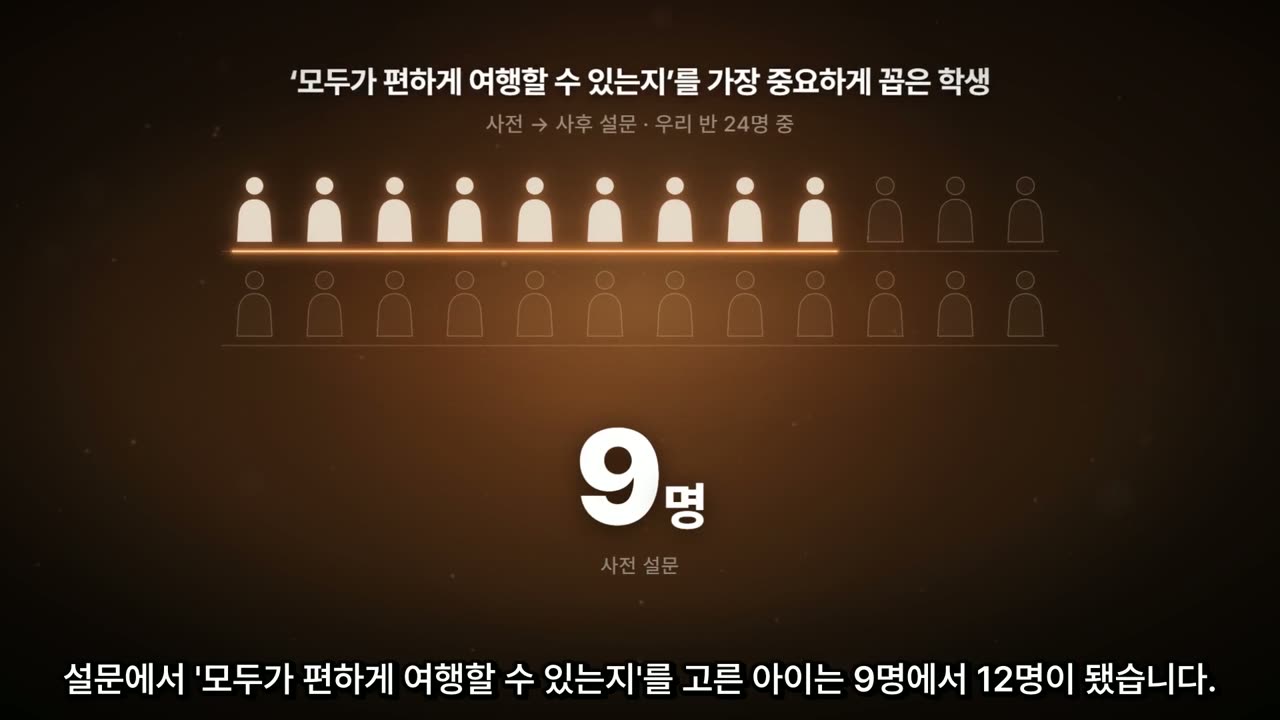 ‘모두가 편하게 여행할 수 있는지’를 가장 중요하게 꼽은 학생
사전 → 사후 설문 · 우리 반 24명 중
9명
사전 설문
설문에서 '모두가 편하게 여행할 수 있는지'를 고른 아이는 9명에서 12명이 됐습니다.